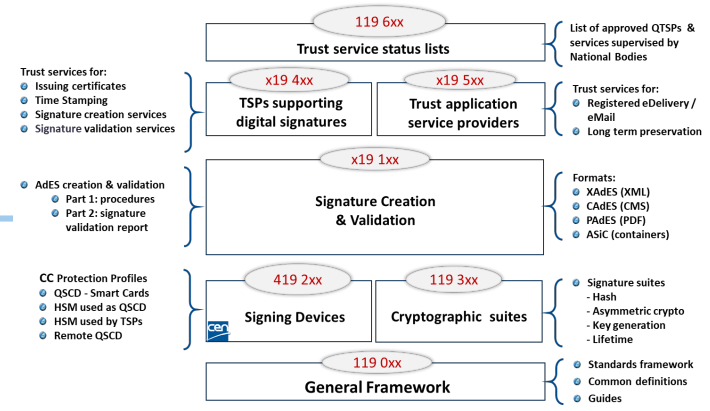 119 6xx
Trust service status lists
List of approved QTSPs &
services supervised by
National Bodies
Trust services for:
Issuing certificates
Time Stamping
Signature creation services
Signature validation services
x19 4xx
TSPs supporting
digital signatures
x19 5xx
Trust application
service providers
Trust services for:
Registered eDelivery /
eMail
Long term preservation
AdES creation & validation
Part 1: procedures
Part 2: signature
validation report
x19 1xx
Signature Creation
& Validation
Formats:
XAdES (XML)
CAdES (CMS)
PAdES (PDF)
ASiC (containers)
CC Protection Profiles
QSCD - Smart Cards
HSM used as QSCD
HSM used by TSPs
Remote QSCD
419 2xx
Signing Devices
cen
119 3xx
Cryptographic suites
Signature suites
- Hash
- Asymmetric crypto
- Key generation
- Lifetime
119 0xx
General Framework
Standards framework
Common definitions
Guides